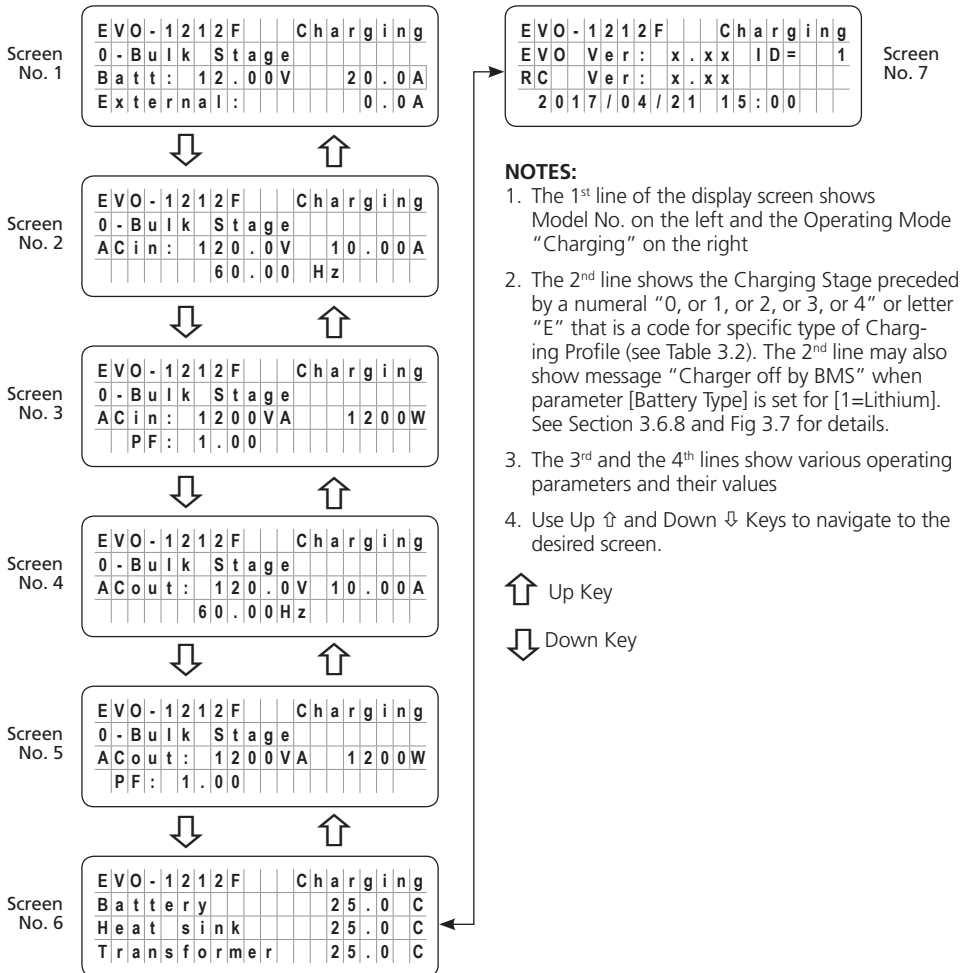 Screen
No. 1
EVO-1212F Charging
0-Bulk Stage
Batt: 12.00V 20.0A
External: 0.0A
Screen
No. 2
EVO-1212F Charging
0-Bulk Stage
ACin: 120.0V 10.00A
60.00 Hz
Screen
No. 3
EVO-1212F Charging
0-Bulk Stage
ACin: 1200VA 1200W
PF: 1.00
Screen
No. 4
EVO-1212F Charging
0-Bulk Stage
ACout: 120.0V 10.00A
60.00Hz
Screen
No. 5
EVO-1212F Charging
0-Bulk Stage
ACout: 1200VA 1200W
PF: 1.00
Screen
No. 6
EVO-1212F Charging
Battery 25.0 C
Heat sink 25.0 C
Transformer 25.0 C
EVO-1212F Charging
EVO Ver: x.xx ID= 1
RC Ver: x.xx
2017/04/21 15:00
Screen
No. 7
NOTES:
1. The 1st line of the display screen shows
Model No. on the left and the Operating Mode
“Charging” on the right
2. The 2nd line shows the Charging Stage preceded
by a numeral “0, or 1, or 2, or 3, or 4” or letter
“E” that is a code for specific type of Charg-
ing Profile (see Table 3.2). The 2nd line may also
show message “Charger off by BMS” when
parameter [Battery Type] is set for [1=Lithium].
See Section 3.6.8 and Fig 3.7 for details.
3. The 3rd and the 4th lines show various operating
parameters and their values
4. Use Up ⇧ and Down ⇩ Keys to navigate to the
desired screen.
⇧ Up Key
⇩ Down Key